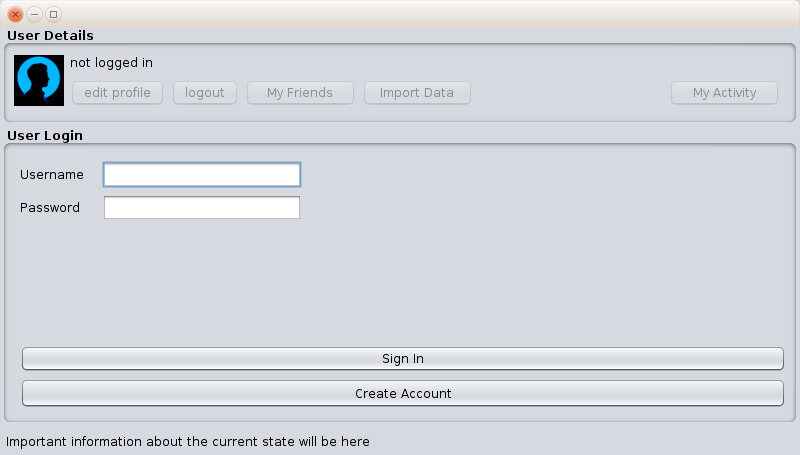 User Details
not logged in
edit profile logout My Friends Import Data My Activity
User Login
Username
Password
Sign In
Create Account
Important information about the current state will be here